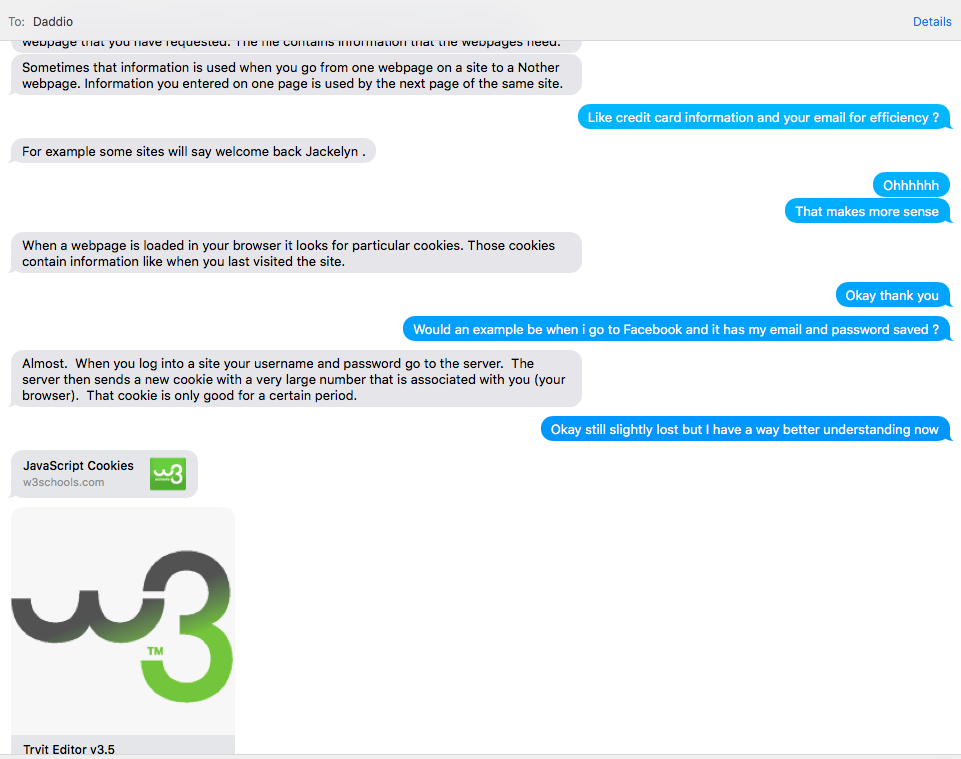 To: Daddio
Details
webpage that you have requested. The file contains information that the webpages need.
Sometimes that information is used when you go from one webpage on a site to a Nother
webpage. Information you entered on one page is used by the next page of the same site.
Like credit card information and your email for efficiency ?
For example some sites will say welcome back Jackelyn .
Ohhhhhh
That makes more sense
When a webpage is loaded in your browser it looks for particular cookies. Those cookies
contain information like when you last visited the site.
Okay thank you
Would an example be when i go to Facebook and it has my email and password saved ?
Almost.  When you log into a site your username and password go to the server.  The
server then sends a new cookie with a very large number that is associated with you (your
browser).  That cookie is only good for a certain period.
Okay still slightly lost but I have a way better understanding now
JavaScript Cookies
w3schools.com
w3
w3
TM
Tryit Editor v3.5